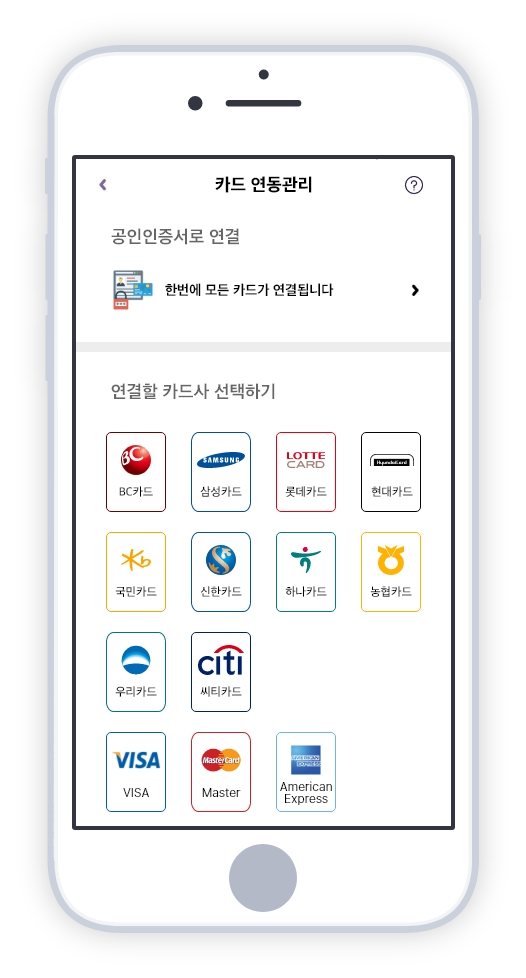 카드 연동관리
?
공인인증서로 연결
한번에 모든 카드가 연결됩니다
연결할 카드사 선택하기
BC
SAMSUNG
LOTTE
CARD
HyundaiCard
BC카드
삼성카드
롯데카드
현대카드
국민카드
신한카드
하나카드
농협카드
citi
우리카드
씨티카드
VISA
MasterCard
AMERICAN
EXPRESS
VISA
Master
American
Express